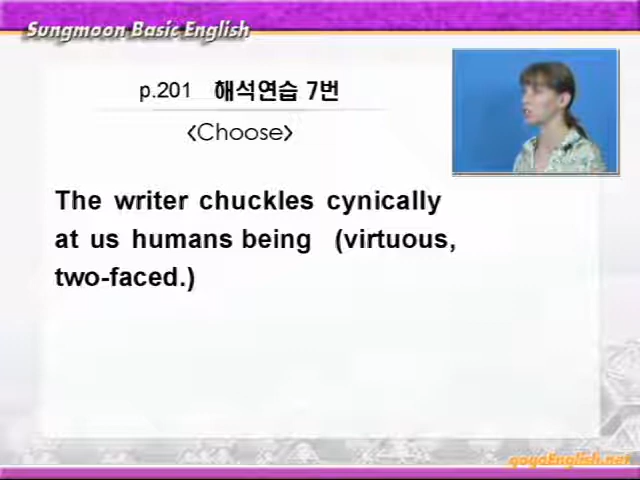 Sungmoon Basic English
p.201 해석연습 7번
<Choose>
The writer chuckles cynically
at us humans being (virtuous,
two-faced.)
gogoEnglish.net